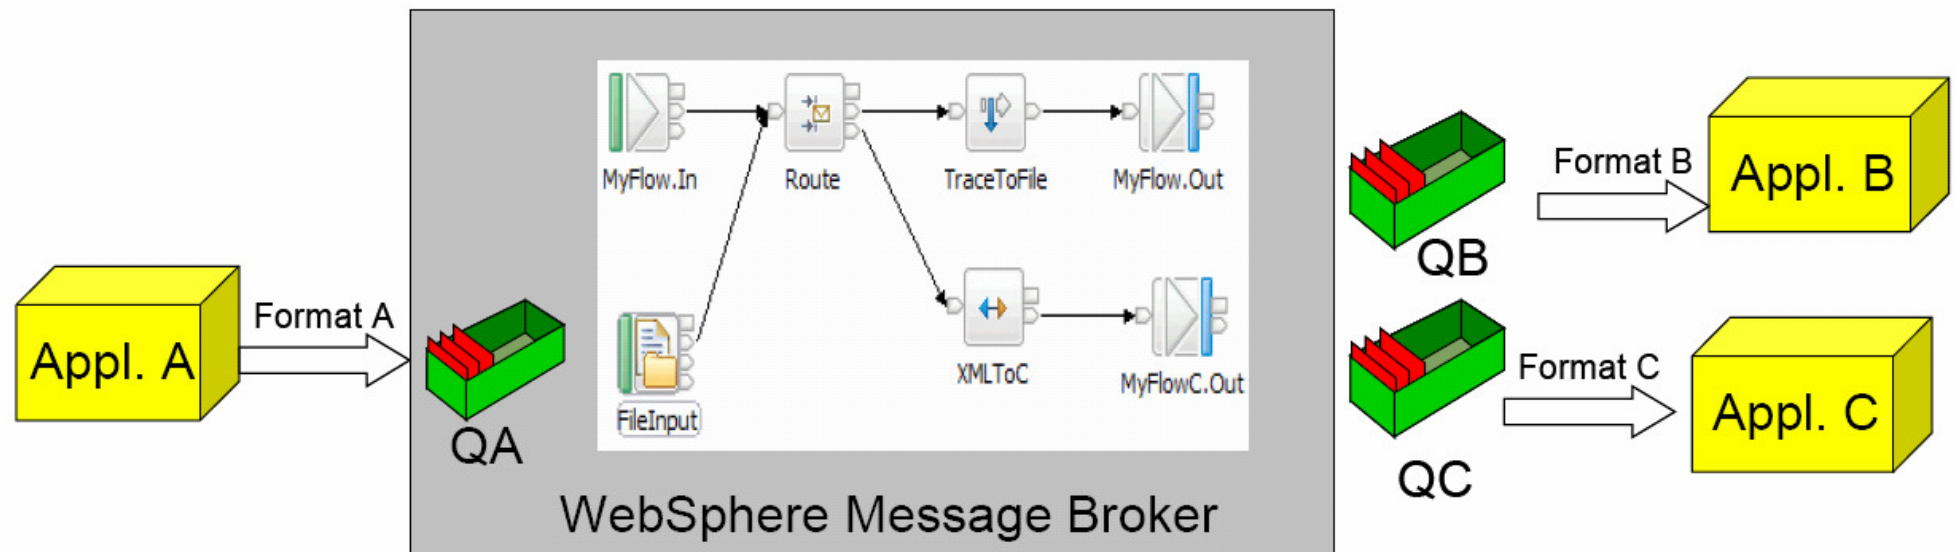 MyFlow.In
Route
TraceToFile
MyFlow.Out
FileInput
XMLToC
MyFlowC.Out
Appl. A
Format A
QA
WebSphere Message Broker
QB
Format B
Appl. B
QC
Format C
Appl. C